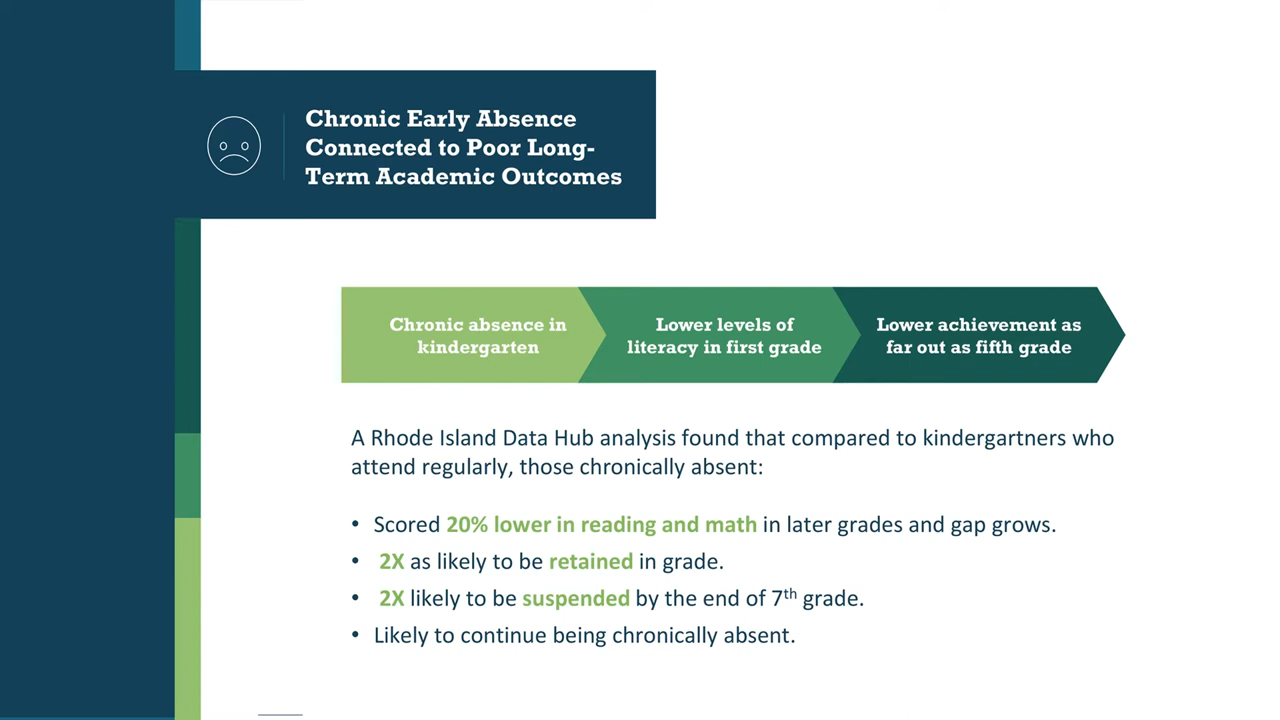 Chronic Early Absence
Connected to Poor Long-
Term Academic Outcomes
Chronic absence in
kindergarten
Lower levels of
literacy in first grade
Lower achievement as
far out as fifth grade
A Rhode Island Data Hub analysis found that compared to kindergartners who
attend regularly, those chronically absent:
• Scored 20% lower in reading and math in later grades and gap grows.
• 2X as likely to be retained in grade.
• 2X likely to be suspended by the end of 7th grade.
• Likely to continue being chronically absent.